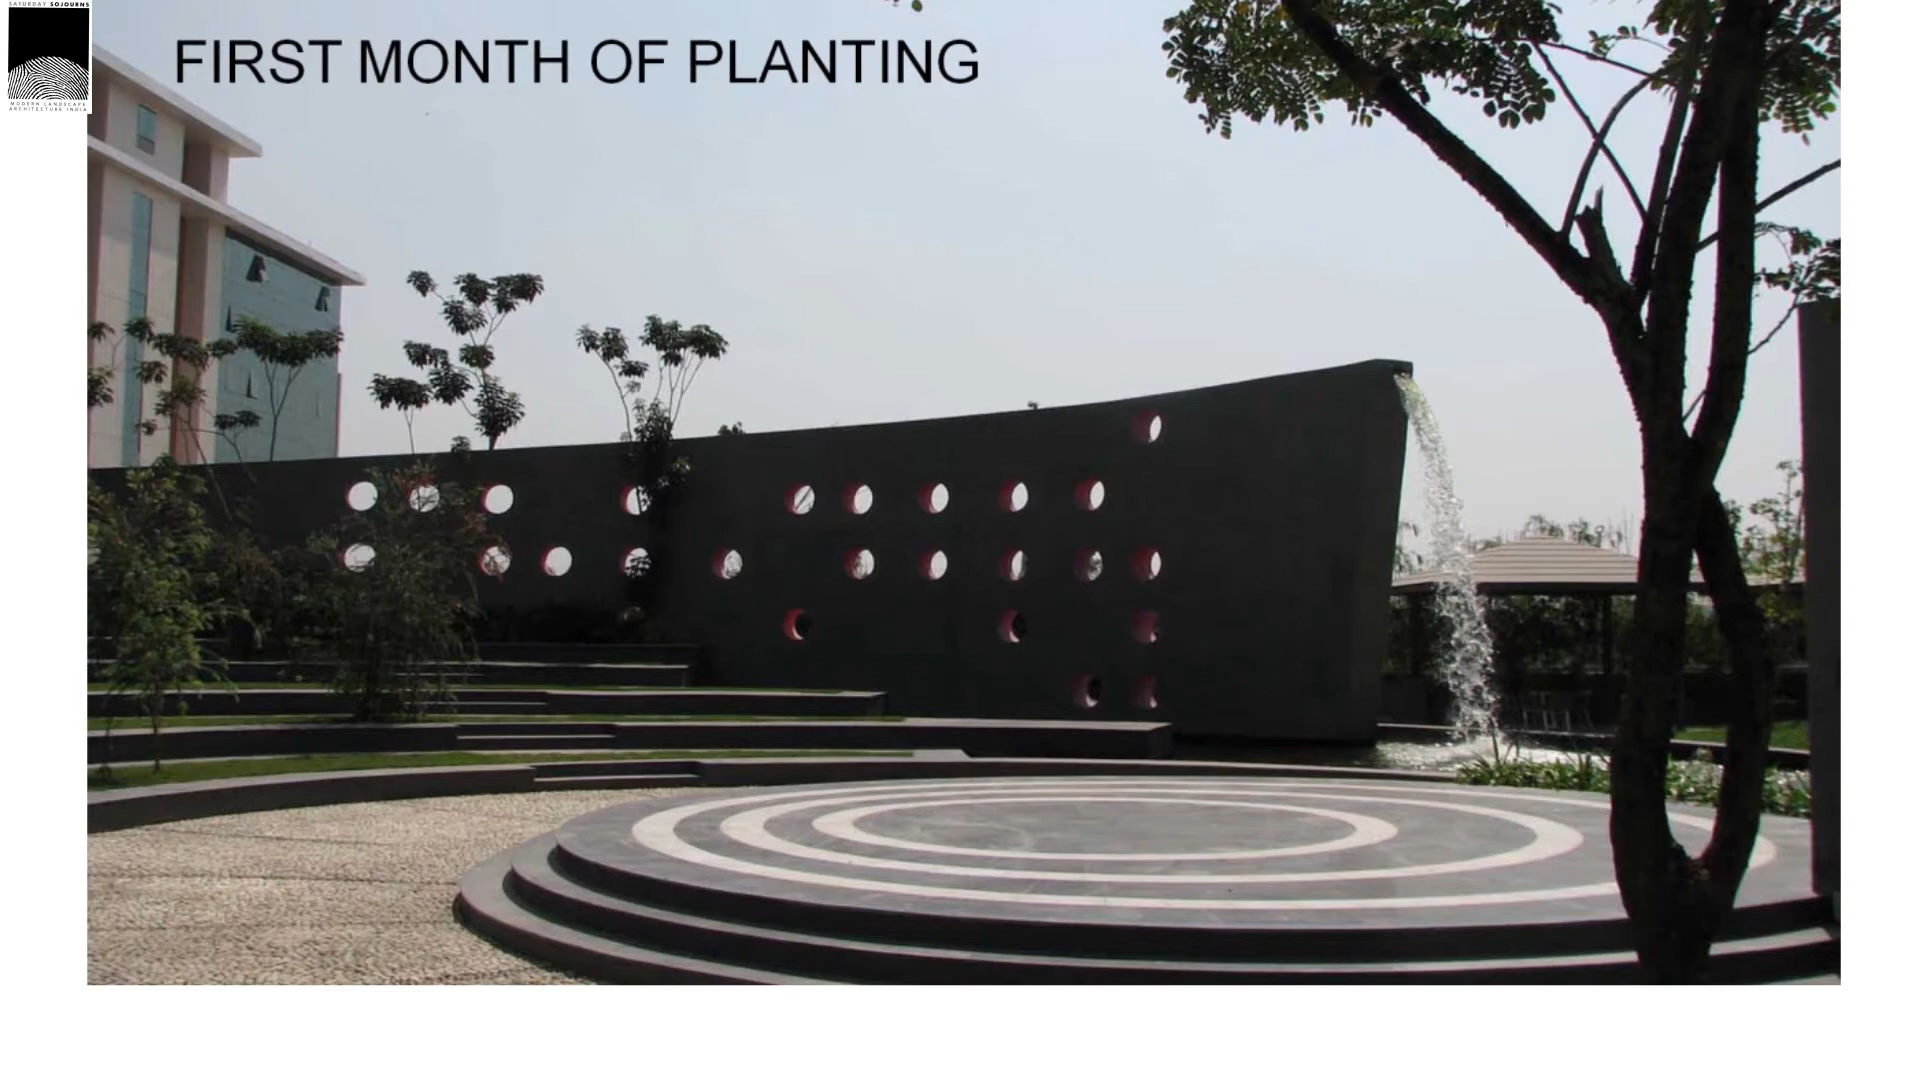 SATURDAY SOJOURNS
FIRST MONTH OF PLANTING
MODERN LANDSCAPE
ARCHITECTURE INDIA